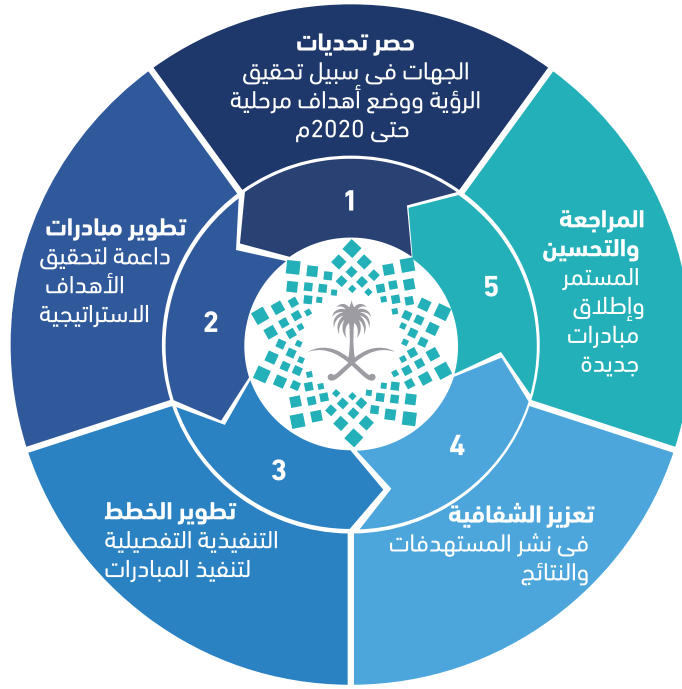 حصر تحديات
الجهات فى سبيل تحقيق
الرؤية ووضع أهداف مرحلية
حتى 2020م
1
تطوير مبادرات
داعمة لتحقيق
الأهداف
الاستراتيجية
2
تطوير الخطط
التنفيذية التفصيلية
لتنفيذ المبادرات
3
تعزيز الشفافية
فى نشر المستهدفات
والنتائج
4
المراجعة
والتحسين
المستمر
وإطلاق
مبادرات
جديدة
5